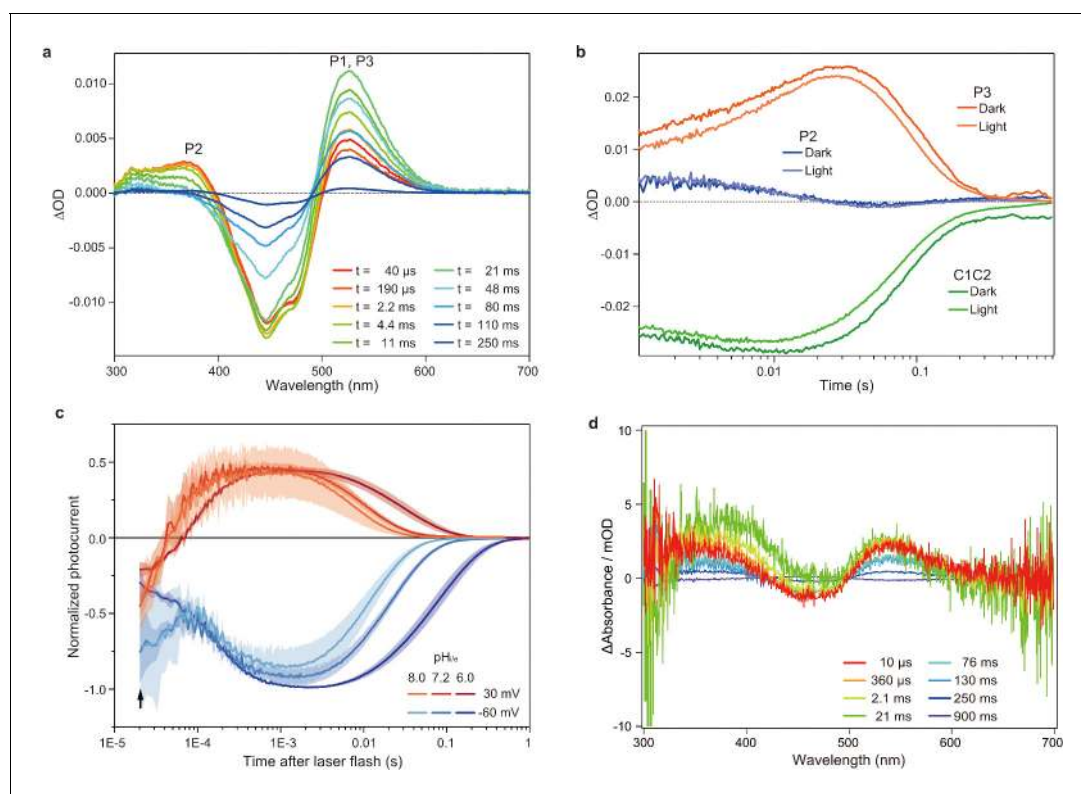 a
P1, P3
P2
ΔOD
0.010
0.005
0.000
-0.005
-0.010
t = 40 µs
t = 190 µs
t = 2.2 ms
t = 4.4 ms
t = 11 ms
t = 21 ms
t = 48 ms
t = 80 ms
t = 110 ms
t = 250 ms
300 400 500 600 700
Wavelength (nm)
b
P3
Dark
Light
P2
Dark
Light
C1C2
Dark
Light
ΔOD
0.02
0.01
0.00
-0.01
-0.02
0.01 0.1
Time (s)
c
Normalized photocurrent
0.5
0.0
-0.5
-1.0
pHi/e
8.0 7.2 6.0
30 mV
-60 mV
1E-5 1E-4 1E-3 0.01 0.1 1
Time after laser flash (s)
d
ΔAbsorbance / mOD
10
5
0
-5
-10
10 µs
360 µs
2.1 ms
21 ms
76 ms
130 ms
250 ms
900 ms
300 400 500 600 700
Wavelength (nm)